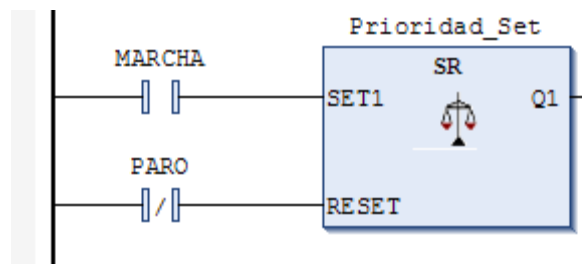 Prioridad_Set
MARCHA
SR
SET1
Q1
PARO
RESET